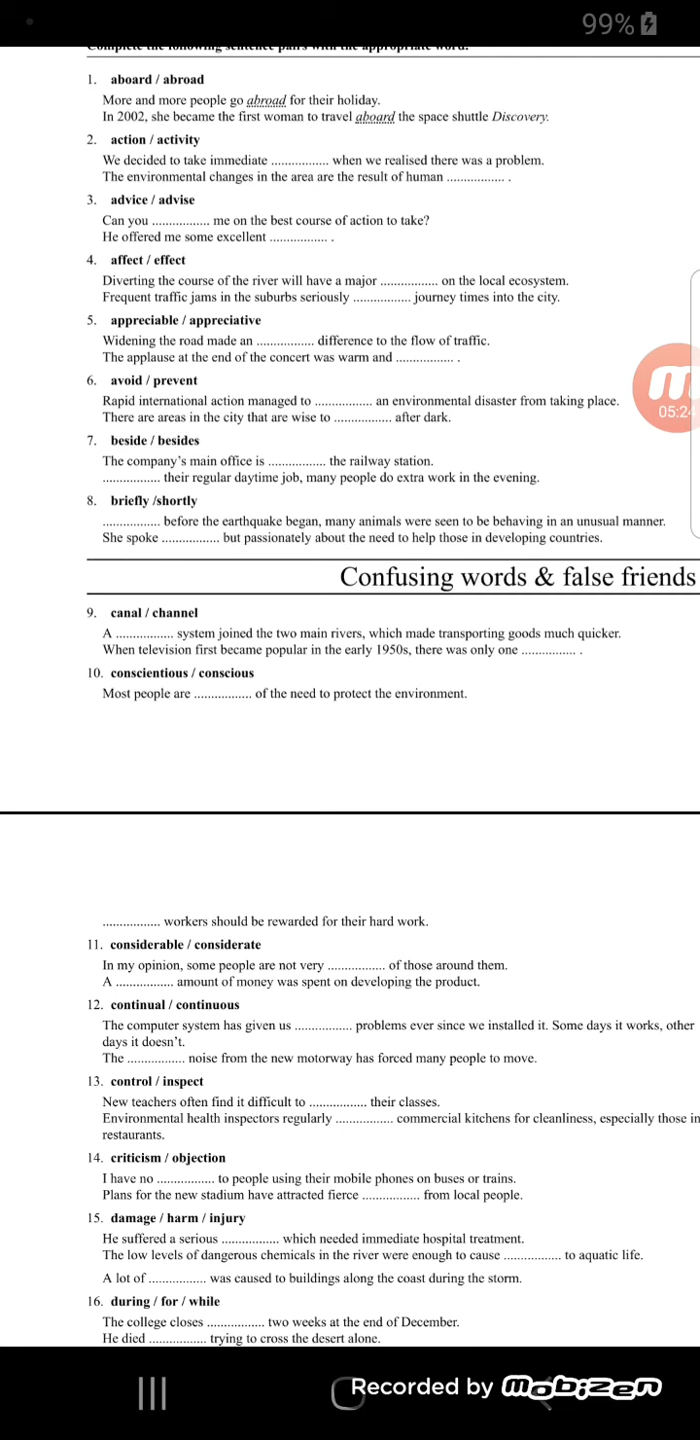 99%
Complete the following sentence pairs with the appropriate word.
1. aboard / abroad
More and more people go abroad for their holiday.
In 2002, she became the first woman to travel aboard the space shuttle Discovery.
2. action / activity
We decided to take immediate ................. when we realised there was a problem.
The environmental changes in the area are the result of human ................. .
3. advice / advise
Can you ................. me on the best course of action to take?
He offered me some excellent ................. .
4. affect / effect
Diverting the course of the river will have a major ................. on the local ecosystem.
Frequent traffic jams in the suburbs seriously ................. journey times into the city.
5. appreciable / appreciative
Widening the road made an ................. difference to the flow of traffic.
The applause at the end of the concert was warm and ................. .
6. avoid / prevent
Rapid international action managed to ................. an environmental disaster from taking place.
There are areas in the city that are wise to ................. after dark.
05:24
7. beside / besides
The company's main office is ................. the railway station.
................. their regular daytime job, many people do extra work in the evening.
8. briefly /shortly
................. before the earthquake began, many animals were seen to be behaving in an unusual manner.
She spoke ................. but passionately about the need to help those in developing countries.
Confusing words & false friends
9. canal / channel
A ................. system joined the two main rivers, which made transporting goods much quicker.
When television first became popular in the early 1950s, there was only one ................ .
10. conscientious / conscious
Most people are ................. of the need to protect the environment.
................. workers should be rewarded for their hard work.
11. considerable / considerate
In my opinion, some people are not very ................. of those around them.
A ................. amount of money was spent on developing the product.
12. continual / continuous
The computer system has given us ................. problems ever since we installed it. Some days it works, other
days it doesn't.
The ................. noise from the new motorway has forced many people to move.
13. control / inspect
New teachers often find it difficult to ................. their classes.
Environmental health inspectors regularly ................. commercial kitchens for cleanliness, especially those in
restaurants.
14. criticism / objection
I have no ................. to people using their mobile phones on buses or trains.
Plans for the new stadium have attracted fierce ................. from local people.
15. damage / harm / injury
He suffered a serious ................. which needed immediate hospital treatment.
The low levels of dangerous chemicals in the river were enough to cause ................. to aquatic life.
A lot of ................. was caused to buildings along the coast during the storm.
16. during / for / while
The college closes ................. two weeks at the end of December.
He died ................. trying to cross the desert alone.
Recorded by Mobizen